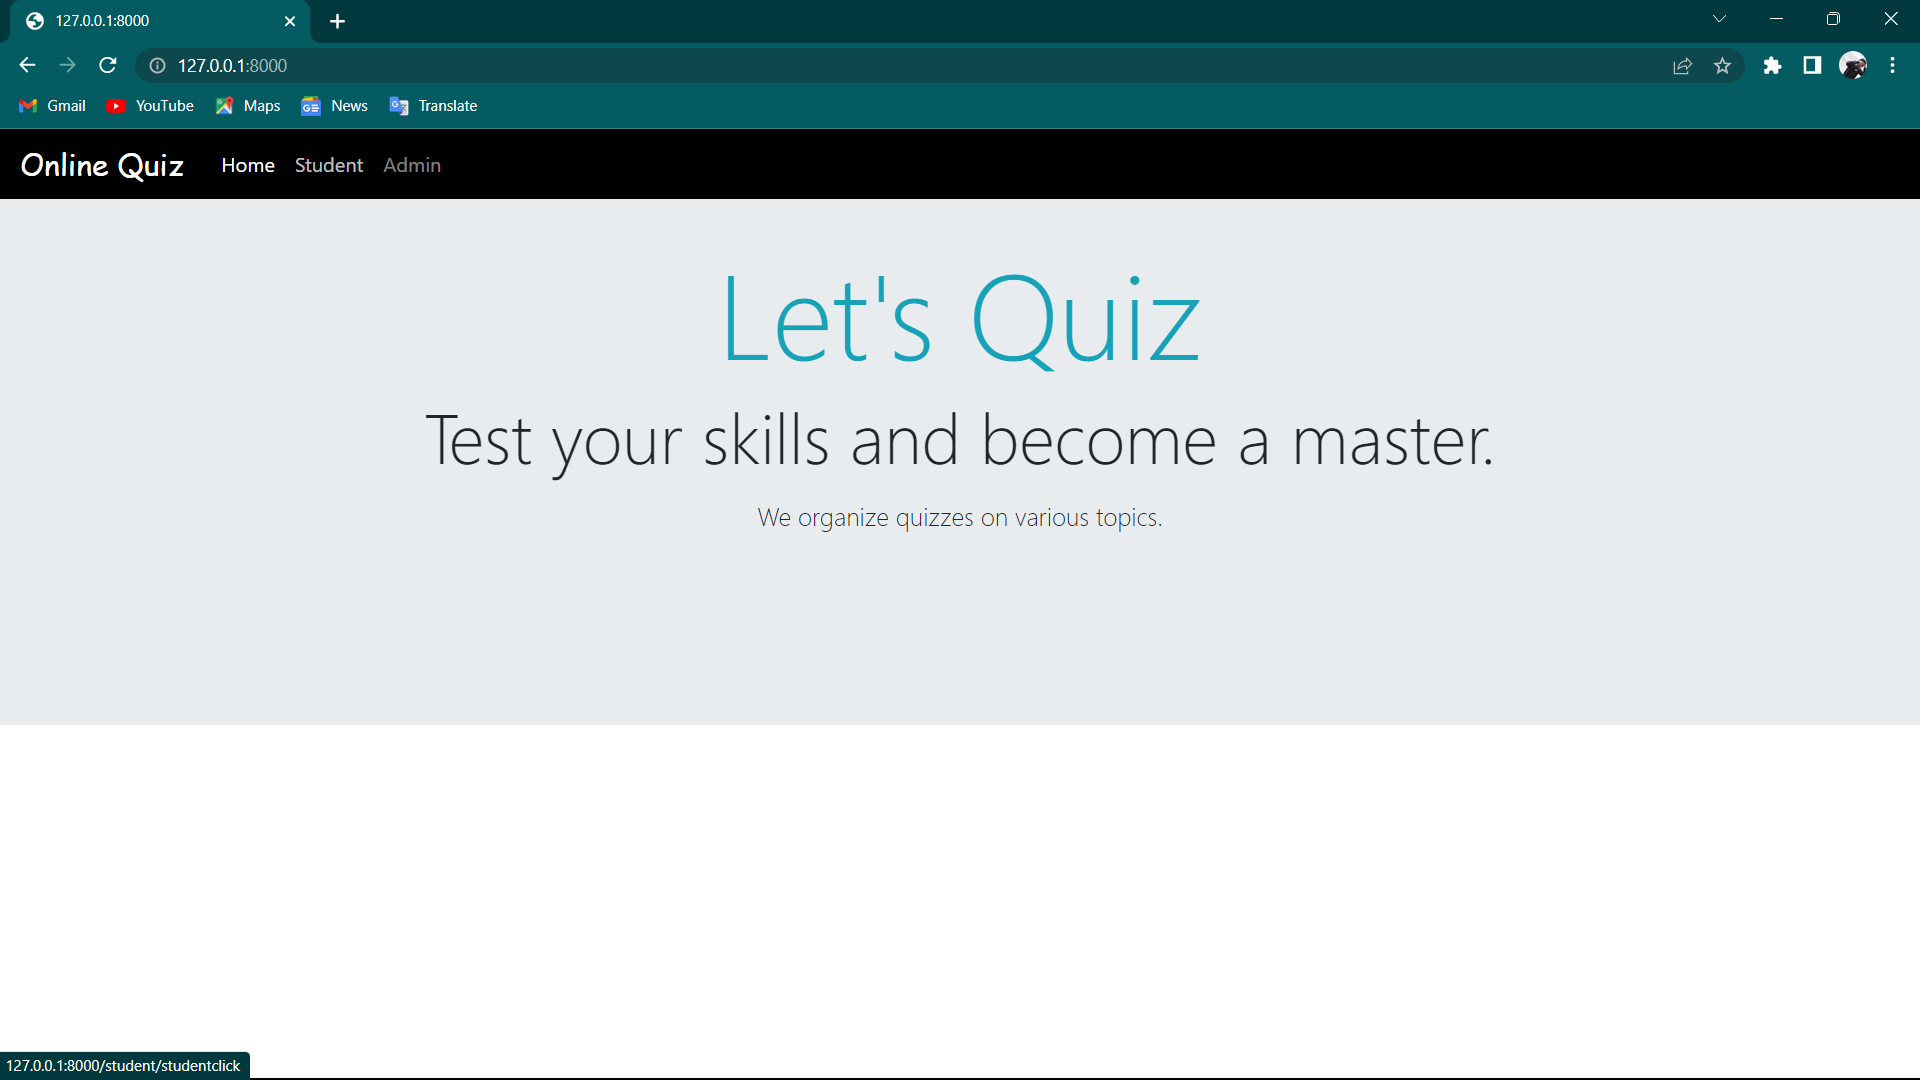 127.0.0.1:8000
127.0.0.1:8000
Gmail YouTube Maps News Translate
Online Quiz Home Student Admin
Let's Quiz
Test your skills and become a master.
We organize quizzes on various topics.
127.0.0.1:8000/student/studentclick